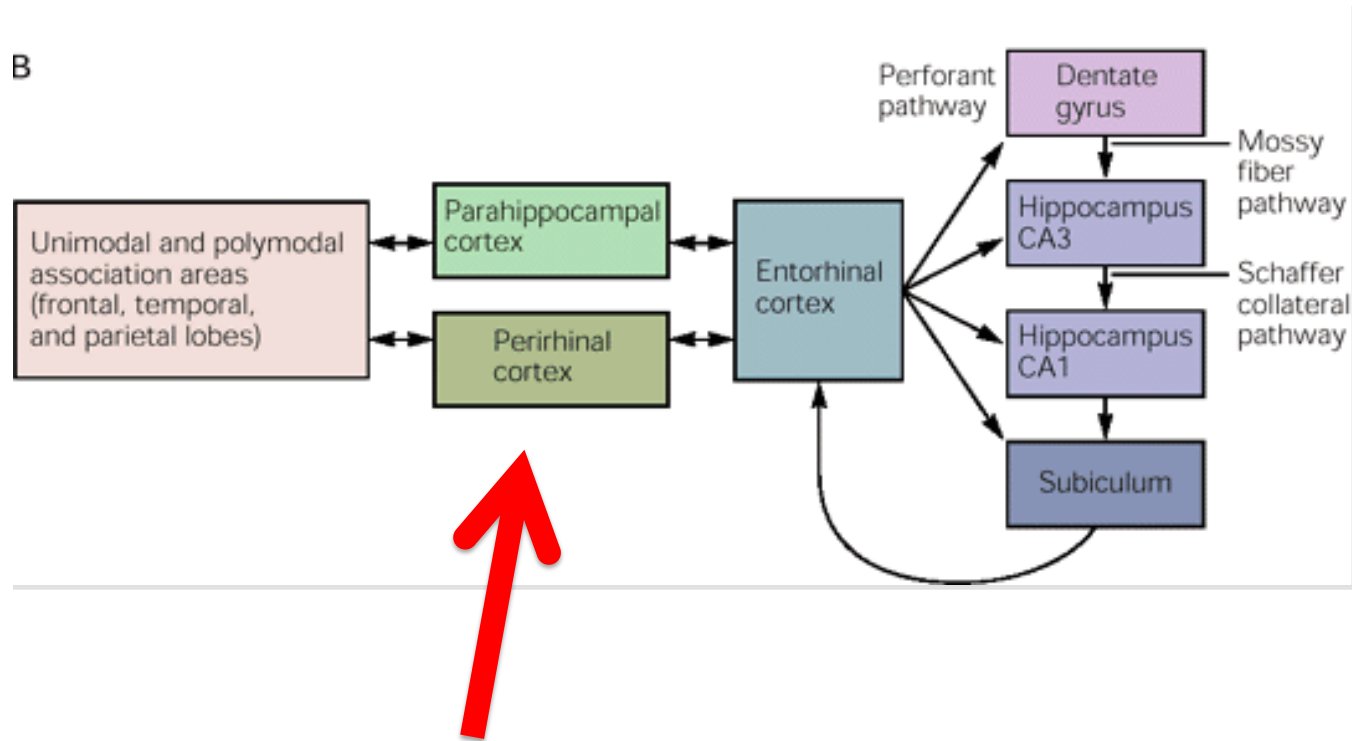 B
Unimodal and polymodal
association areas
(frontal, temporal,
and parietal lobes)
Parahippocampal
cortex
Perirhinal
cortex
Entorhinal
cortex
Perforant
pathway
Dentate
gyrus
Mossy
fiber
pathway
Hippocampus
CA3
Schaffer
collateral
pathway
Hippocampus
CA1
Subiculum